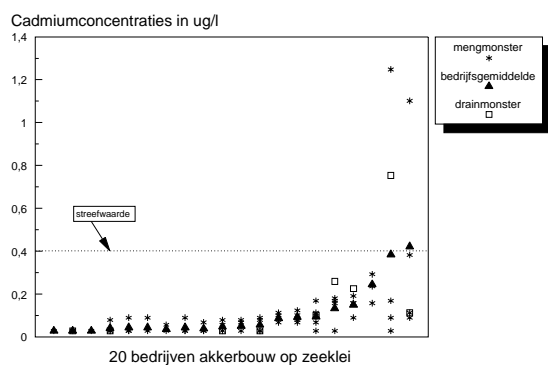 Cadmiumconcentraties in ug/l
1,4
1,2
1
0,8
0,6
0,4
0,2
0
streefwaarde
20 bedrijven akkerbouw op zeeklei
mengmonster
bedrijfsgemiddelde
drainmonster